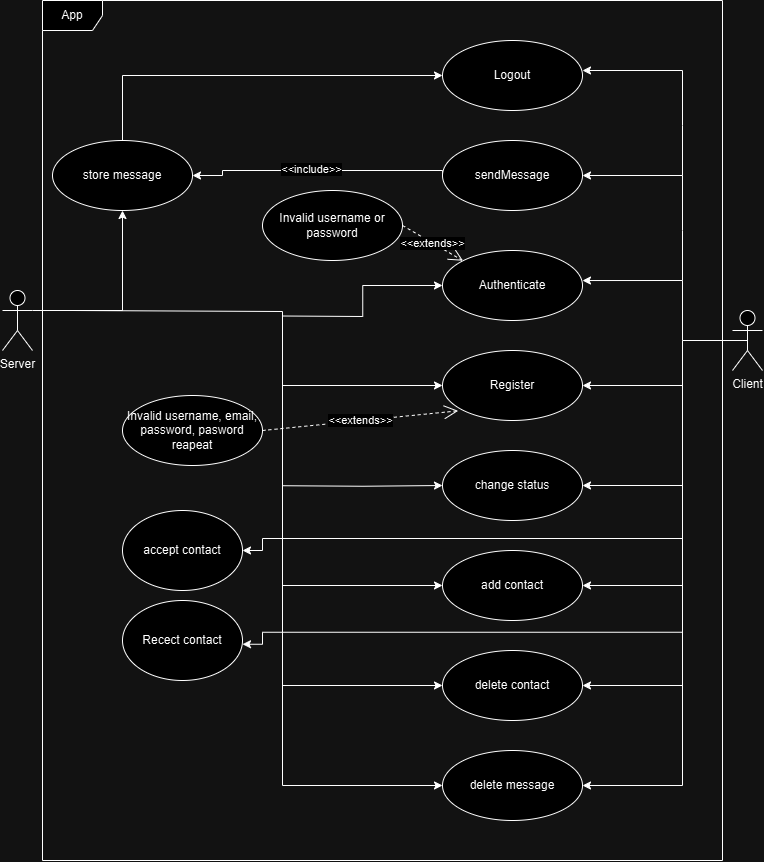 App
Logout
<<include>>
store message
sendMessage
Invalid username or
password
<<extends>>
Authenticate
Server
Client
Register
Invalid username, email,
password, pasword
reapeat
<<extends>>
change status
accept contact
add contact
Recect contact
delete contact
delete message